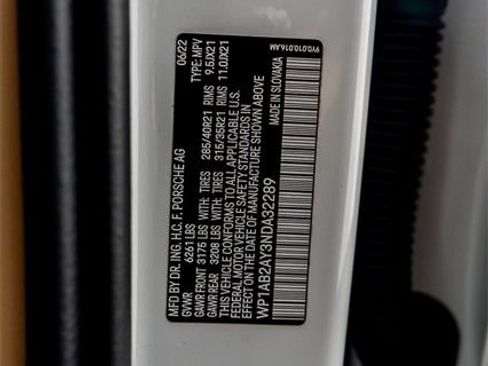 MFD BY DR. ING. H.C. F. PORSCHE AG 06/22
GVWR 6261 LBS TYPE: MPV
GAWR FRONT 3175 LBS WITH: TIRES 285/40R21 RIMS 9.5JX21
GAWR REAR 3208 LBS WITH: TIRES 315/35R21 RIMS 11.0JX21
THIS VEHICLE CONFORMS TO ALL APPLICABLE U.S.
FEDERAL MOTOR VEHICLE SAFETY STANDARDS IN
EFFECT ON THE DATE OF MANUFACTURE SHOWN ABOVE
WP1AB2AY3NDA32289 MADE IN SLOVAKIA
9Y0.010.016.AM